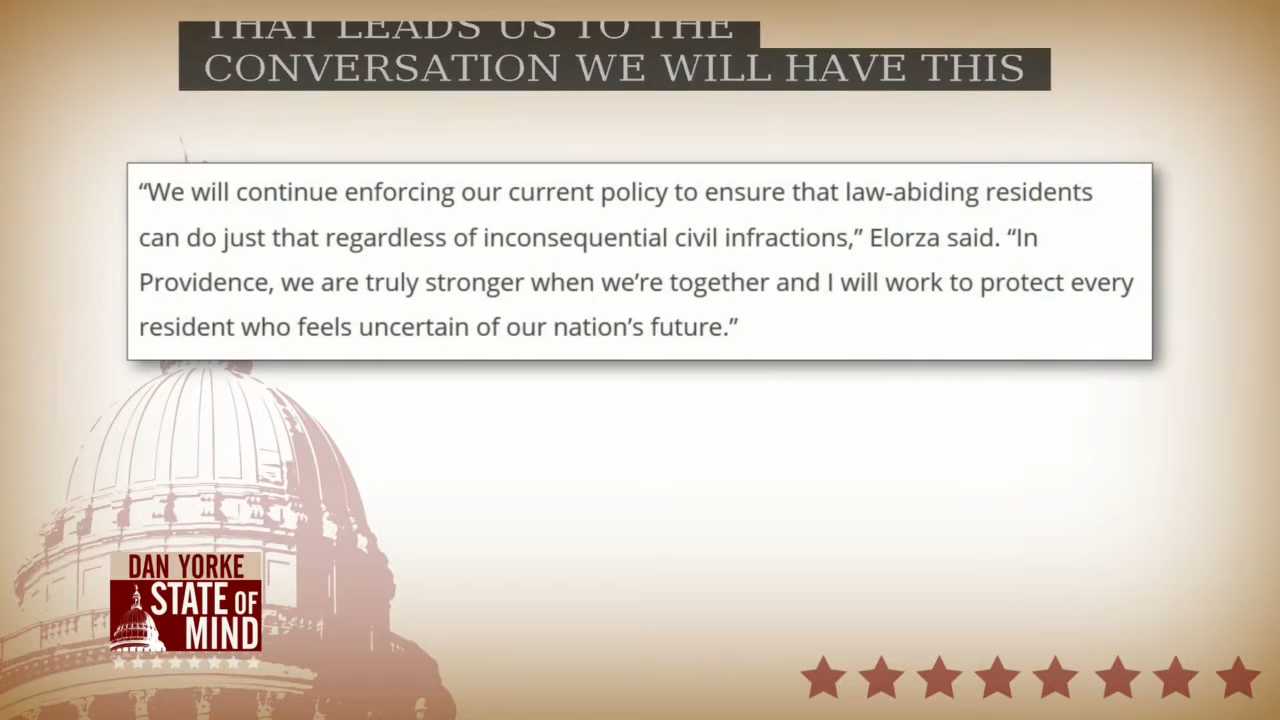 THAT LEADS US TO THE
CONVERSATION WE WILL HAVE THIS
“We will continue enforcing our current policy to ensure that law-abiding residents
can do just that regardless of inconsequential civil infractions,” Elorza said. “In
Providence, we are truly stronger when we’re together and I will work to protect every
resident who feels uncertain of our nation’s future.”
DAN YORKE
STATE OF
MIND